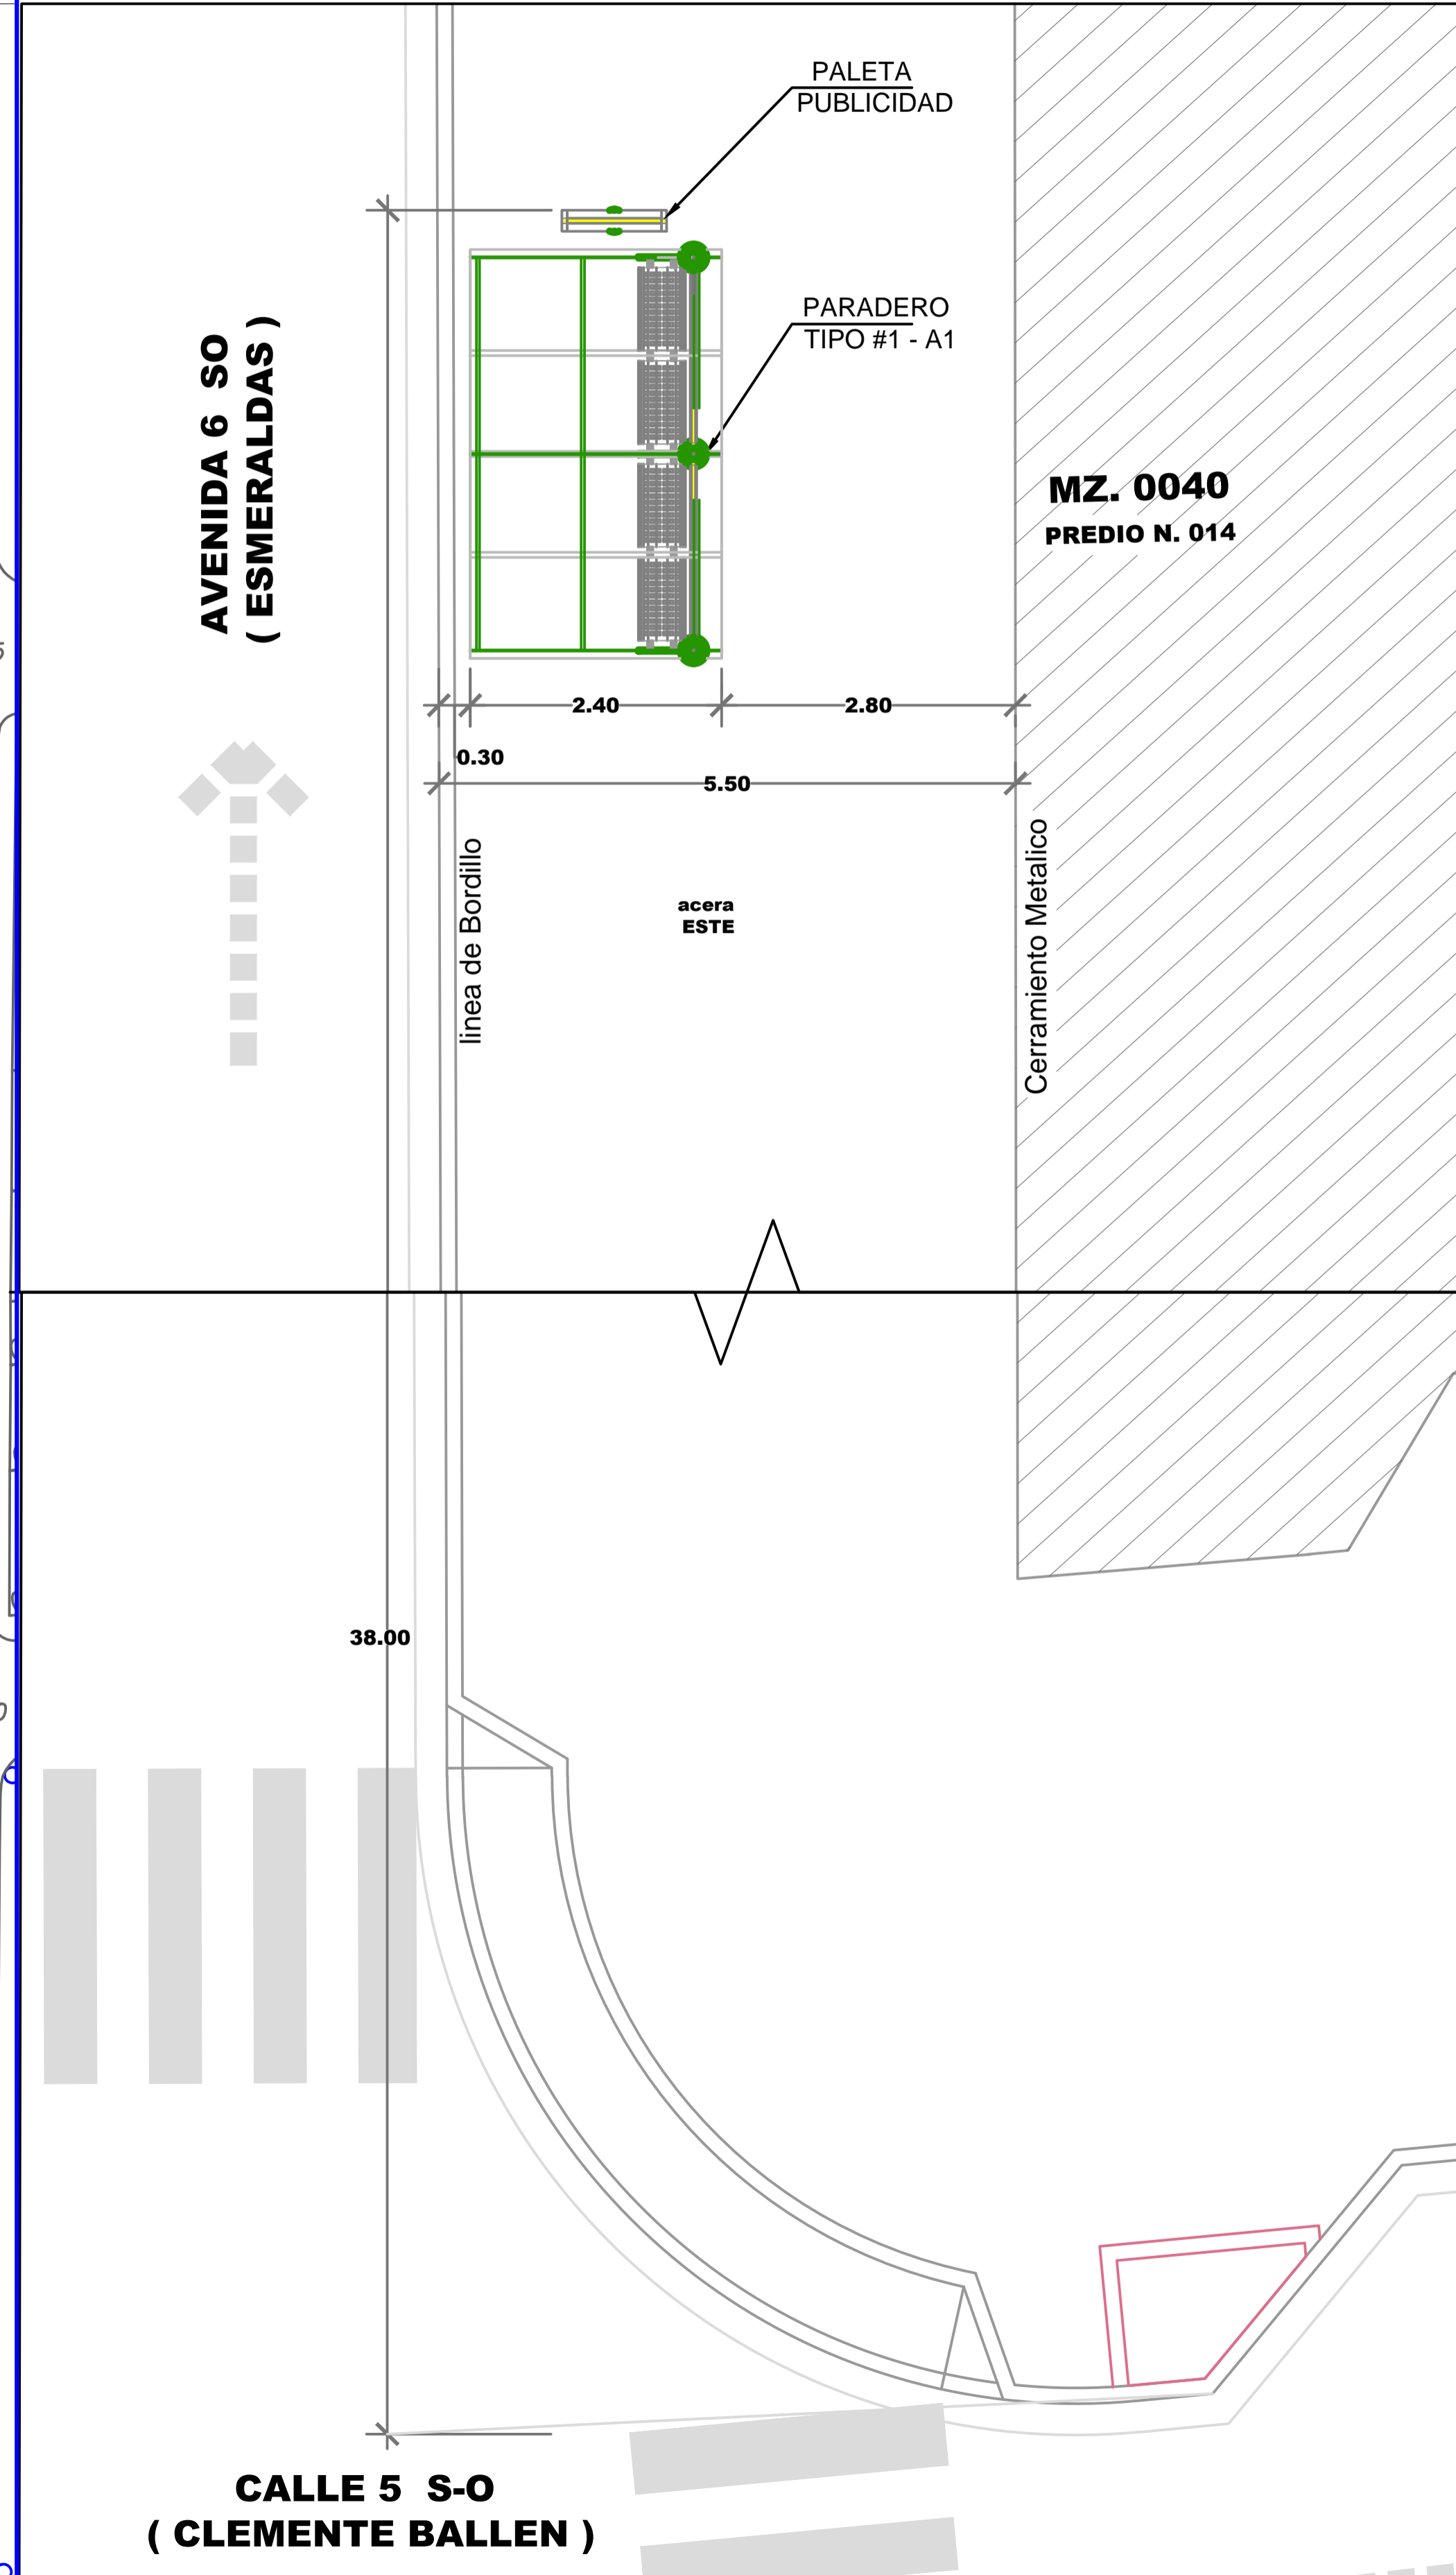 PALETA
PUBLICIDAD
PARADERO
TIPO #1 - A1
AVENIDA 6 SO
( ESMERALDAS )
MZ. 0040
PREDIO N. 014
2.40
2.80
0.30
5.50
linea de Bordillo
acera
ESTE
Cerramiento Metalico
38.00
CALLE 5 S-O
( CLEMENTE BALLEN )